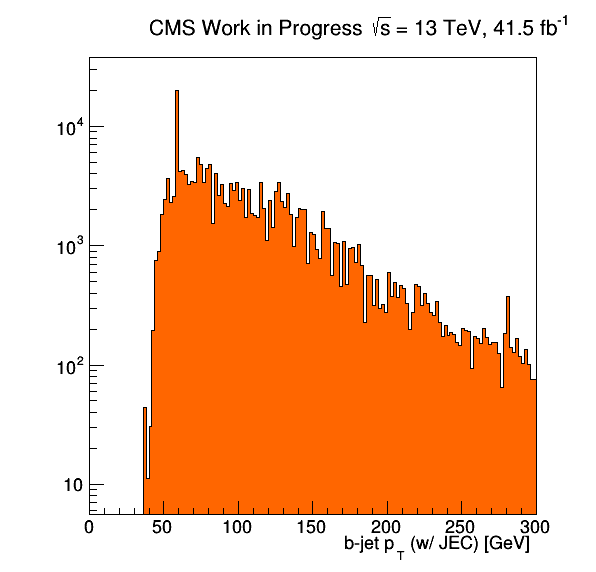 CMS Work in Progress √s = 13 TeV, 41.5 fb⁻¹
10⁴
10³
10²
10
0 50 100 150 200 250 300
b-jet p_T (w/ JEC) [GeV]